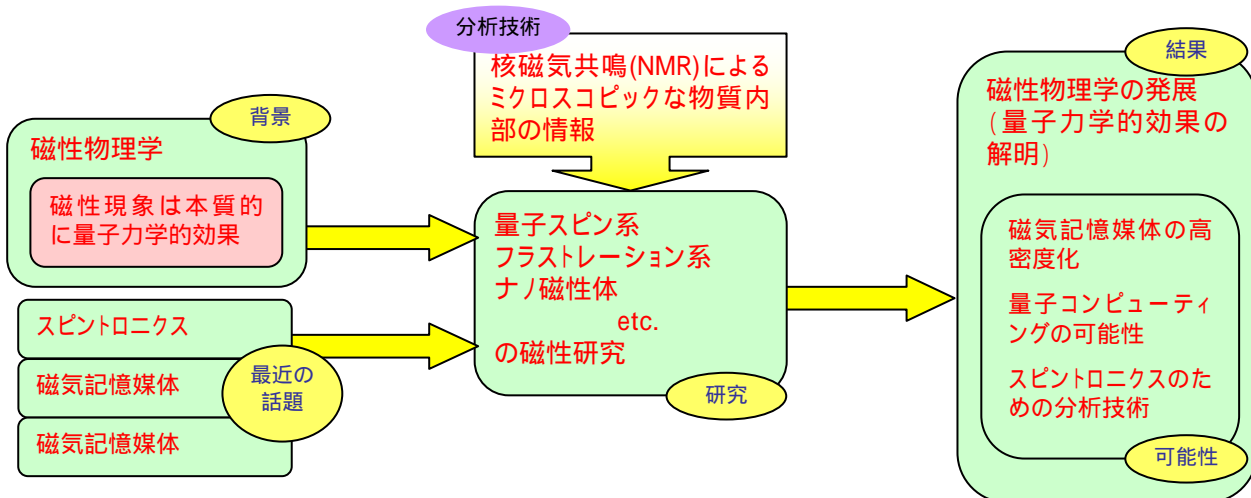 分析技術
核磁気共鳴(NMR)による
ミクロスコピックな物質内
部の情報
背景
磁性物理学
磁性現象は本質的
に量子力学的効果
スピントロニクス
磁気記憶媒体
磁気記憶媒体
最近の
話題
量子スピン系
フラストレーション系
ナノ磁性体
etc.
の磁性研究
研究
結果
磁性物理学の発展
(量子力学的効果の
解明)
磁気記憶媒体の高
密度化
量子コンピューティ
ングの可能性
スピントロニクスのた
めの分析技術
可能性